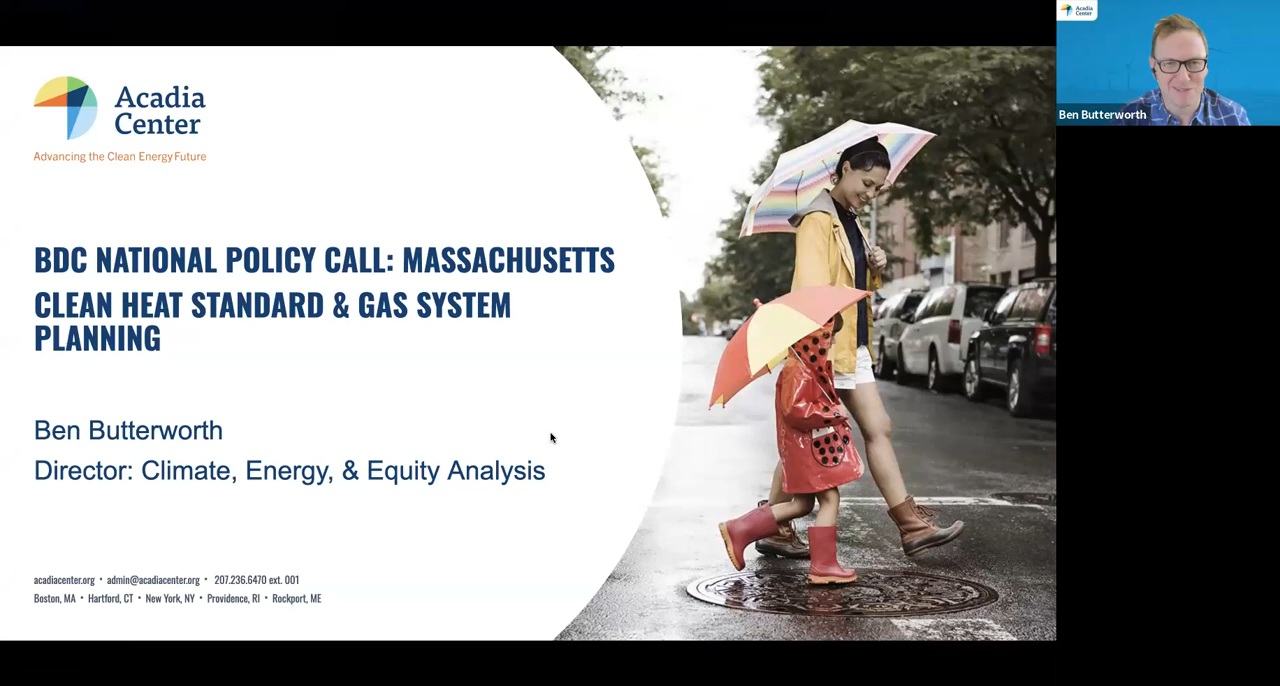 Acadia
Center
Advancing the Clean Energy Future
BDC NATIONAL POLICY CALL: MASSACHUSETTS
CLEAN HEAT STANDARD & GAS SYSTEM
PLANNING
Ben Butterworth
Director: Climate, Energy, & Equity Analysis
acadiacenter.org • admin@acadiacenter.org • 207.236.6470 ext. 001
Boston, MA • Hartford, CT • New York, NY • Providence, RI • Rockport, ME
Acadia
Center
Ben Butterworth